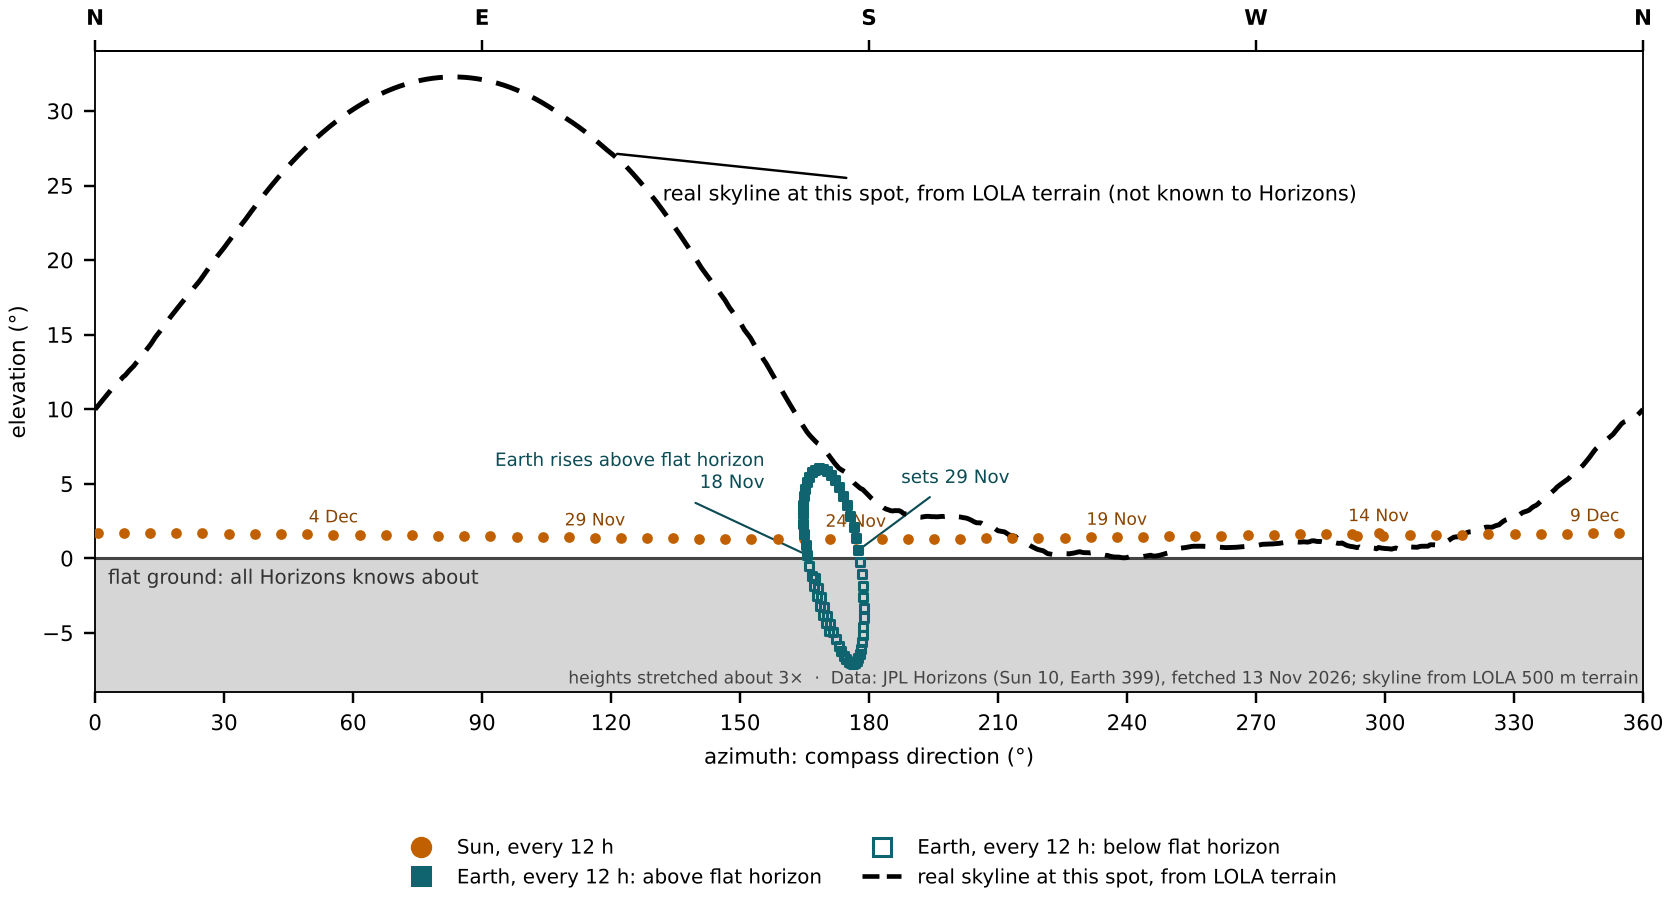 N E S W N
30
25
20
15
10
5
0
−5
elevation (°)
real skyline at this spot, from LOLA terrain (not known to Horizons)
Earth rises above flat horizon
18 Nov
sets 29 Nov
4 Dec
29 Nov
24 Nov
19 Nov
14 Nov
9 Dec
flat ground: all Horizons knows about
heights stretched about 3× · Data: JPL Horizons (Sun 10, Earth 399), fetched 13 Nov 2026; skyline from LOLA 500 m terrain
0 30 60 90 120 150 180 210 240 270 300 330 360
azimuth: compass direction (°)
Sun, every 12 h
Earth, every 12 h: above flat horizon
Earth, every 12 h: below flat horizon
real skyline at this spot, from LOLA terrain